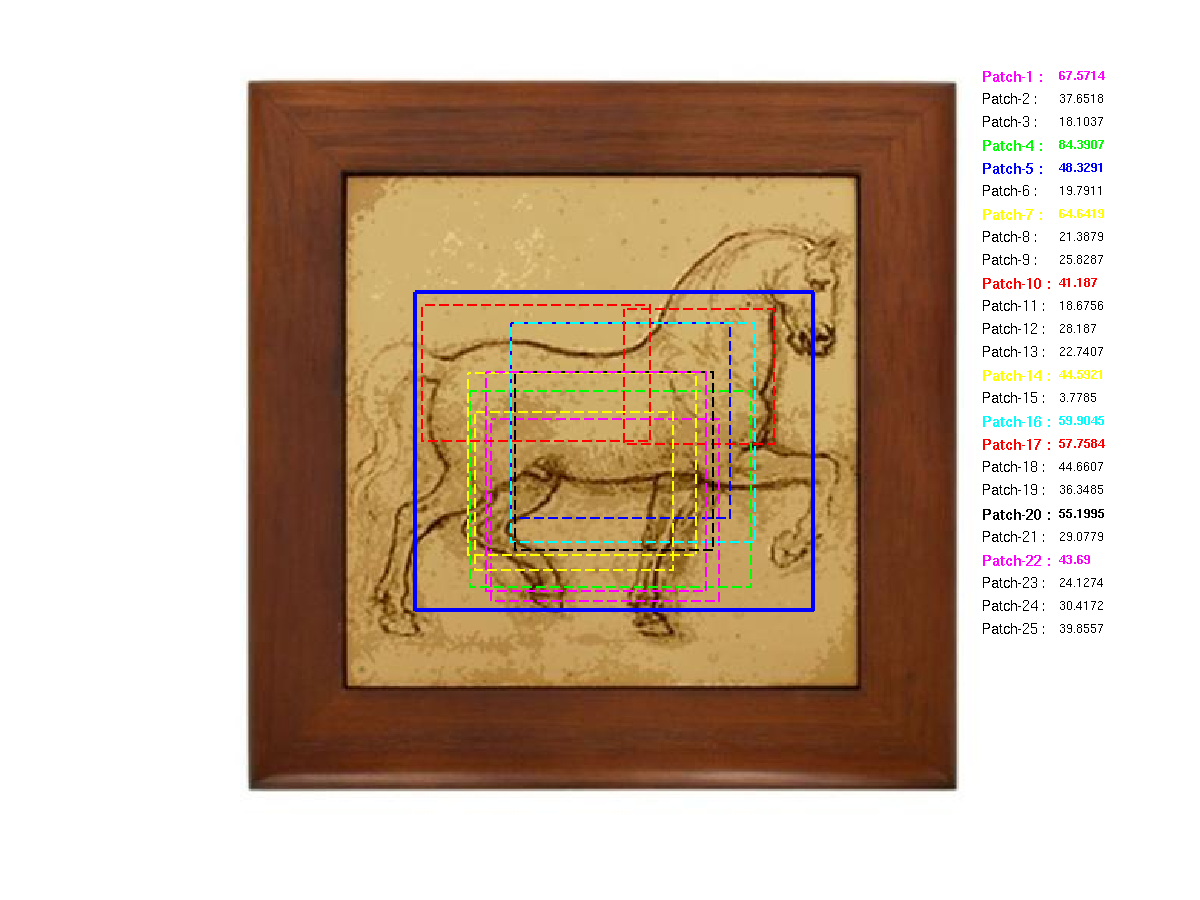 Patch-1 : 67.5714
Patch-2 : 37.6518
Patch-3 : 18.1037
Patch-4 : 84.3907
Patch-5 : 48.3291
Patch-6 : 19.7911
Patch-7 : 64.6419
Patch-8 : 21.3879
Patch-9 : 25.8287
Patch-10 : 41.187
Patch-11 : 18.6756
Patch-12 : 28.187
Patch-13 : 22.7407
Patch-14 : 44.5921
Patch-15 : 3.7785
Patch-16 : 59.9045
Patch-17 : 57.7584
Patch-18 : 44.6607
Patch-19 : 36.3485
Patch-20 : 55.1995
Patch-21 : 29.0779
Patch-22 : 43.69
Patch-23 : 24.1274
Patch-24 : 30.4172
Patch-25 : 39.8557